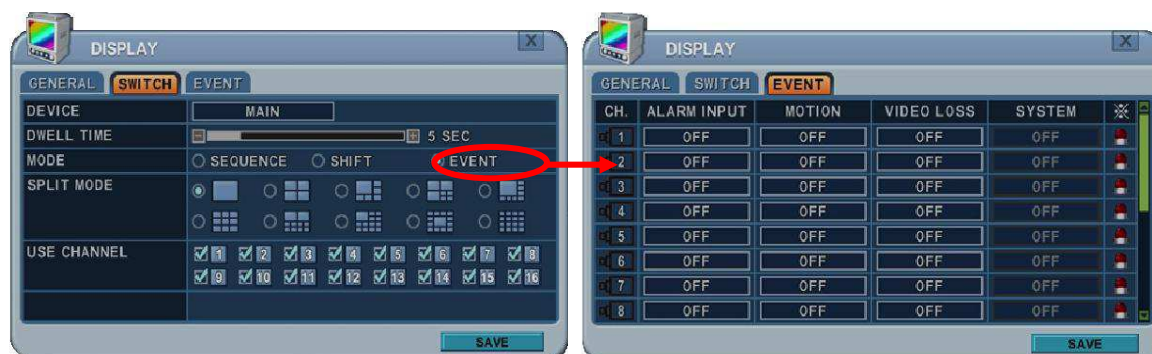 DISPLAY
X
GENERAL SWITCH EVENT
DEVICE MAIN
DWELL TIME 5 SEC
MODE SEQUENCE SHIFT EVENT
SPLIT MODE
USE CHANNEL 1 2 3 4 5 6 7 8
9 10 11 12 13 14 15 16
SAVE
DISPLAY
X
GENERAL SWITCH EVENT
CH. ALARM INPUT MOTION VIDEO LOSS SYSTEM
1 OFF OFF OFF OFF
2 OFF OFF OFF OFF
3 OFF OFF OFF OFF
4 OFF OFF OFF OFF
5 OFF OFF OFF OFF
6 OFF OFF OFF OFF
7 OFF OFF OFF OFF
8 OFF OFF OFF OFF
SAVE